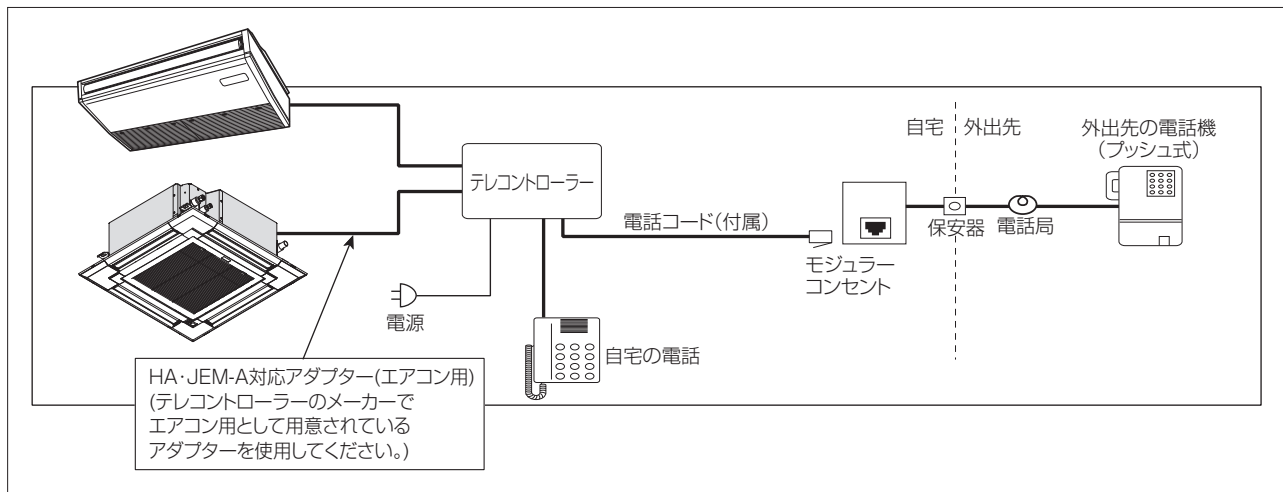 自宅
外出先
外出先の電話機
（プッシュ式）
テレコントローラー
電話コード（付属）
保安器
電話局
モジュラー
コンセント
電源
自宅の電話
HA・JEM-A対応アダプター(エアコン用)
(テレコントローラーのメーカーで
エアコン用として用意されている
アダプターを使用してください。)